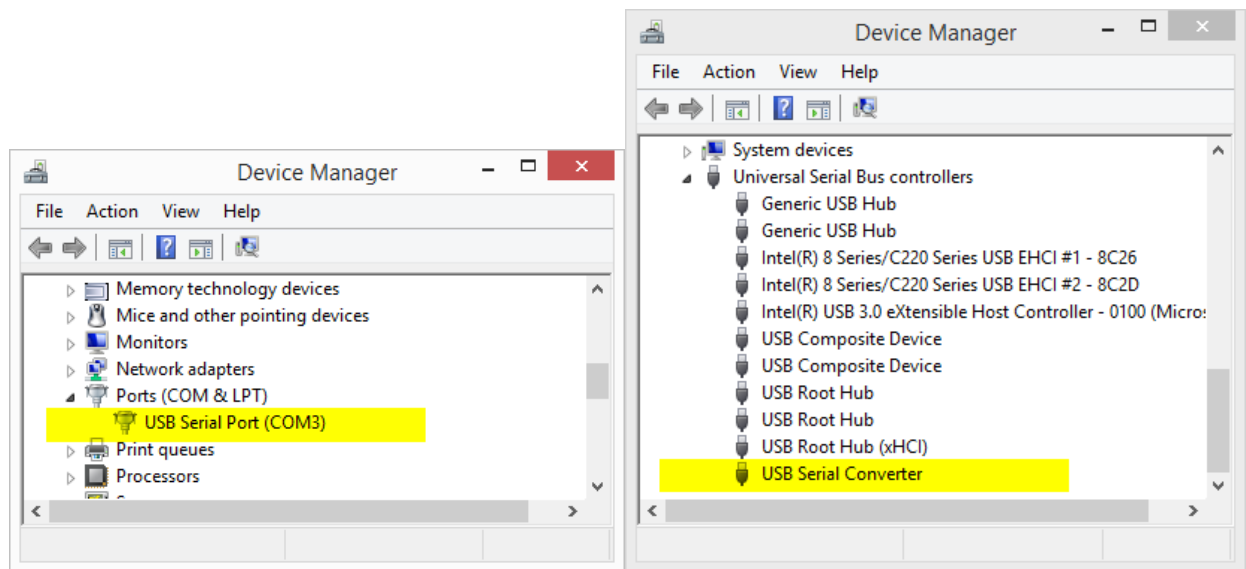 Device Manager
File Action View Help
Memory technology devices
Mice and other pointing devices
Monitors
Network adapters
Ports (COM & LPT)
USB Serial Port (COM3)
Print queues
Processors
Device Manager
File Action View Help
System devices
Universal Serial Bus controllers
Generic USB Hub
Generic USB Hub
Intel(R) 8 Series/C220 Series USB EHCI #1 - 8C26
Intel(R) 8 Series/C220 Series USB EHCI #2 - 8C2D
Intel(R) USB 3.0 eXtensible Host Controller - 0100 (Micro
USB Composite Device
USB Composite Device
USB Root Hub
USB Root Hub
USB Root Hub (xHCI)
USB Serial Converter